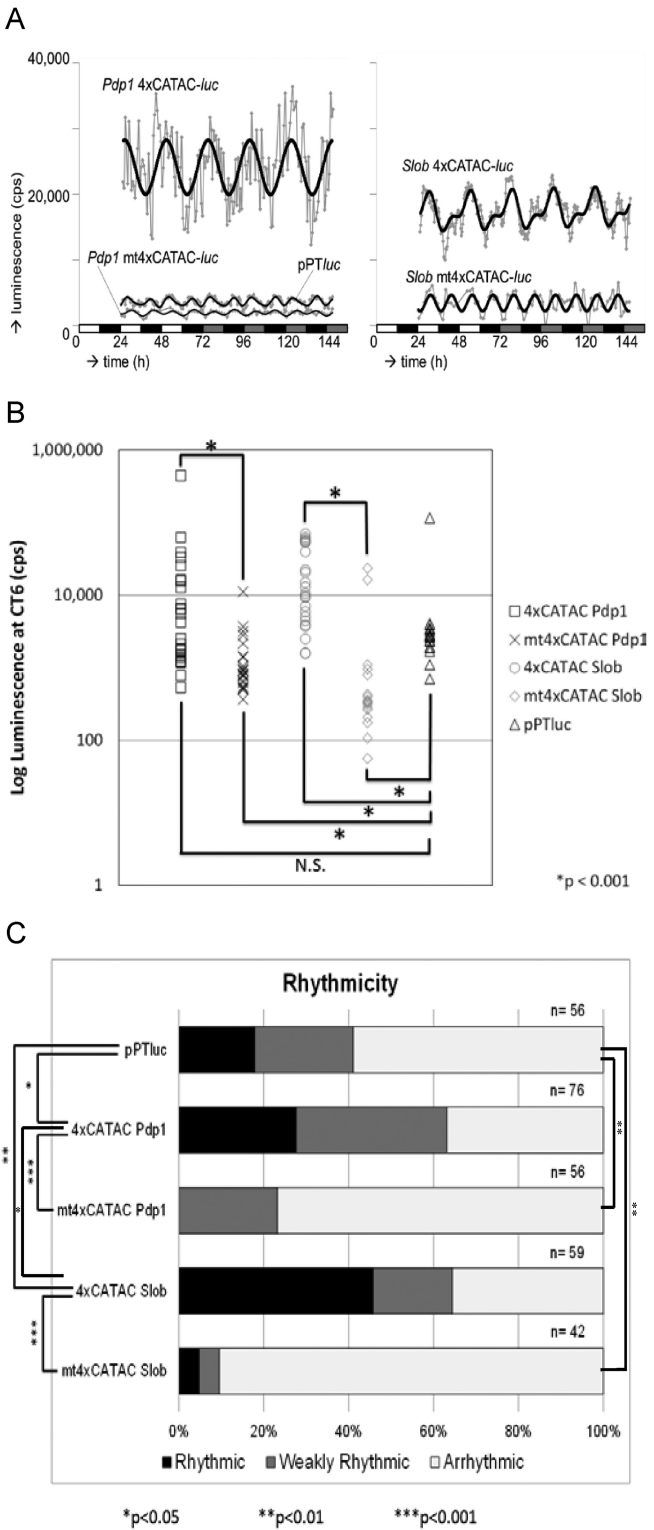 A
40,000
20,000
0
→ luminescence (cps)
Pdp1 4xCATAC-luc
Pdp1 mt4xCATAC-luc
pPTluc
24 48 72 96 120 144
→ time (h)
Slob 4xCATAC-luc
Slob mt4xCATAC-luc
24 48 72 96 120 144
→ time (h)
B
Log Luminescence at CT6 (cps)
1,000,000
10,000
100
1
*
*
*
*
*
N.S.
4xCATAC Pdp1
mt4xCATAC Pdp1
4xCATAC Slob
mt4xCATAC Slob
pPTluc
*p < 0.001
C
Rhythmicity
n= 56
pPTluc
n= 76
4xCATAC Pdp1
n= 56
mt4xCATAC Pdp1
n= 59
4xCATAC Slob
n= 42
mt4xCATAC Slob
*
**
***
*
***
**
**
0% 20% 40% 60% 80% 100%
Rhythmic Weakly Rhythmic Arrhythmic
*p<0.05 **p<0.01 ***p<0.001